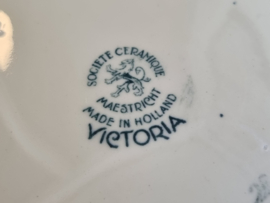 SOCIETE CERAMIQUE
MAESTRICHT
MADE IN HOLLAND
VICTORIA